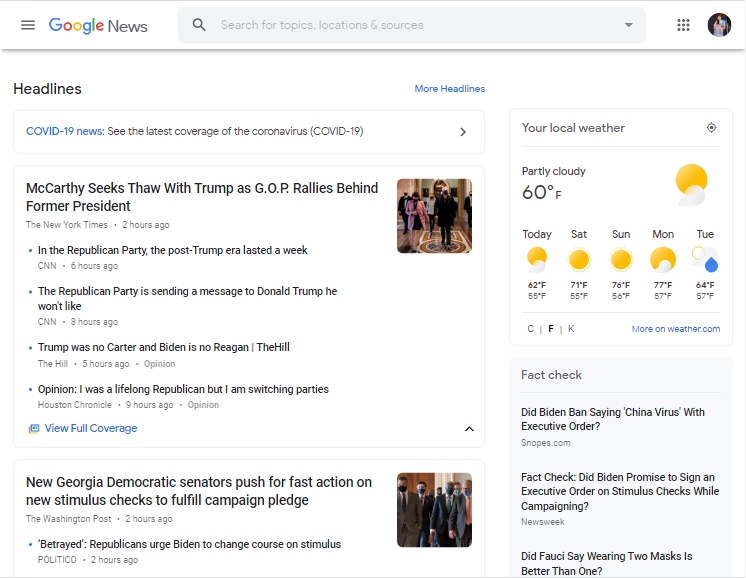 Google News
Search for topics, locations & sources
Headlines
More Headlines
COVID-19 news: See the latest coverage of the coronavirus (COVID-19)
McCarthy Seeks Thaw With Trump as G.O.P. Rallies Behind
Former President
The New York Times • 2 hours ago
• In the Republican Party, the post-Trump era lasted a week
CNN • 6 hours ago
• The Republican Party is sending a message to Donald Trump he
won't like
CNN • 8 hours ago
• Trump was no Carter and Biden is no Reagan | TheHill
The Hill • 5 hours ago • Opinion
• Opinion: I was a lifelong Republican but I am switching parties
Houston Chronicle • 9 hours ago • Opinion
View Full Coverage
New Georgia Democratic senators push for fast action on
new stimulus checks to fulfill campaign pledge
The Washington Post • 2 hours ago
• 'Betrayed': Republicans urge Biden to change course on stimulus
POLITICO • 2 hours ago
Your local weather
Partly cloudy
60°F
Today Sat Sun Mon Tue
62°F 71°F 76°F 77°F 64°F
55°F 55°F 56°F 57°F 57°F
C | F | K
More on weather.com
Fact check
Did Biden Ban Saying 'China Virus' With
Executive Order?
Snopes.com
Fact Check: Did Biden Promise to Sign an
Executive Order on Stimulus Checks While
Campaigning?
Newsweek
Did Fauci Say Wearing Two Masks Is
Better Than One?